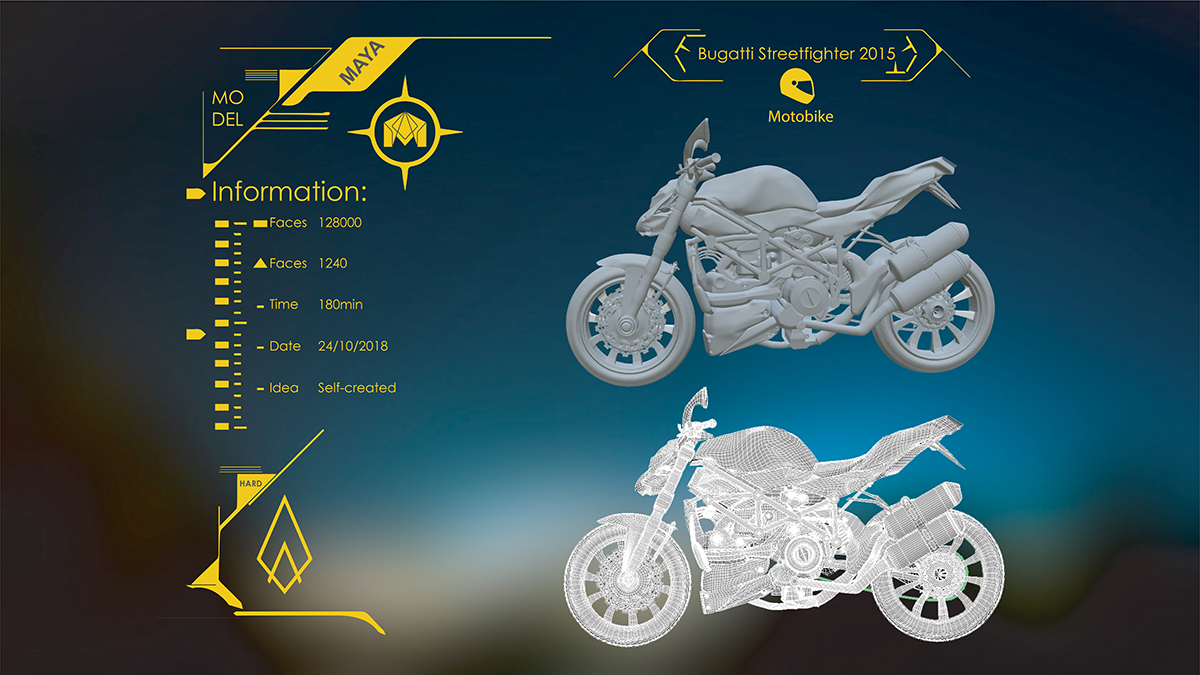 MAYA
MO
DEL
Information:
Faces 128000
Faces 1240
Time 180min
Date 24/10/2018
Idea Self-created
HARD
Bugatti Streetfighter 2015
Motobike